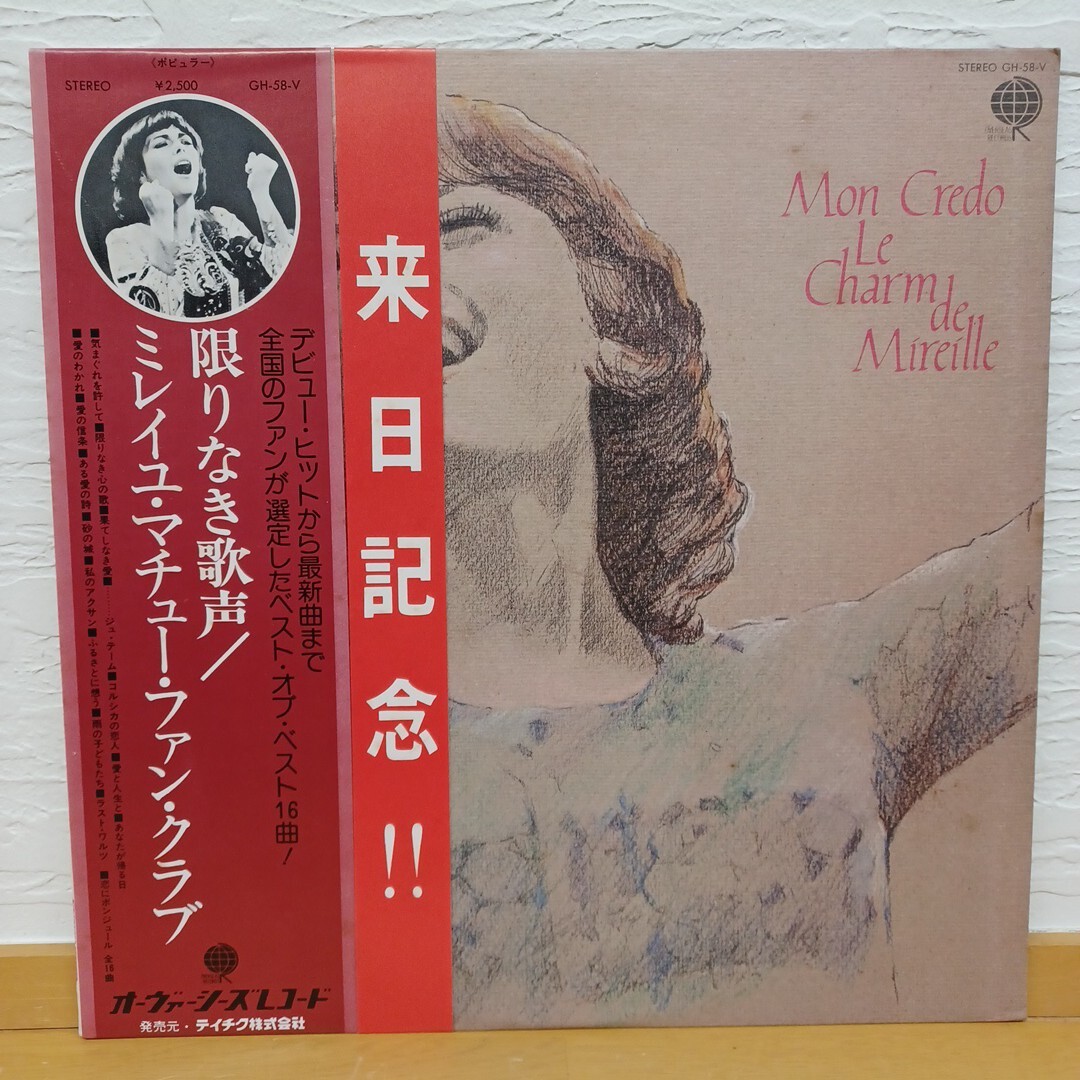 〈ポピュラー〉
STEREO ¥2,500 GH-58-V
デビュー・ヒットから最新曲まで
全国のファンが選定したベスト・オブ・ベスト16曲!
限りなき歌声/
ミレイユ・マチュー・ファン・クラブ
■気まぐれを許して■限りなき心の歌■果てしなき愛■………ジュ・テーム■コルシカの恋人■愛と人生と■あなたが帰る日
■愛のわかれ■愛の信条■ある愛の詩■砂の城■私のアクサン■ふるさとに想う■雨の子どもたち■ラスト・ワルツ ■恋にボンジュール 全16曲
オーヴァーシーズレコード
発売元・テイチク株式会社
来日記念!!
STEREO GH-58-V
Mon Credo
Le
Charm
de
Mireille